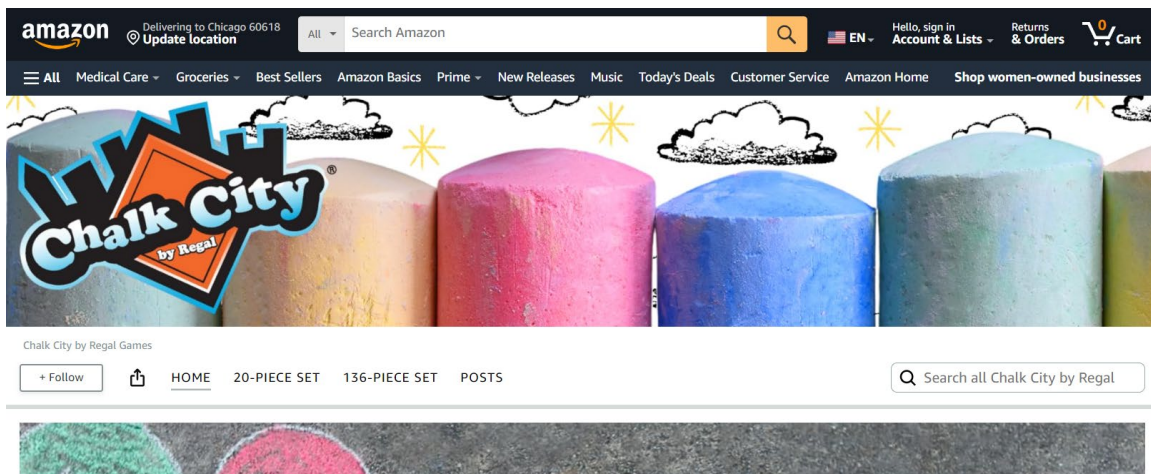 amazon
Delivering to Chicago 60618
Update location
All
Search Amazon
EN
Hello, sign in
Account & Lists
Returns
& Orders
0
Cart
All Medical Care Groceries Best Sellers Amazon Basics Prime New Releases Music Today's Deals Customer Service Amazon Home Shop women-owned businesses
Chalk City®
by Regal
Chalk City by Regal Games
+ Follow HOME 20-PIECE SET 136-PIECE SET POSTS
Search all Chalk City by Regal